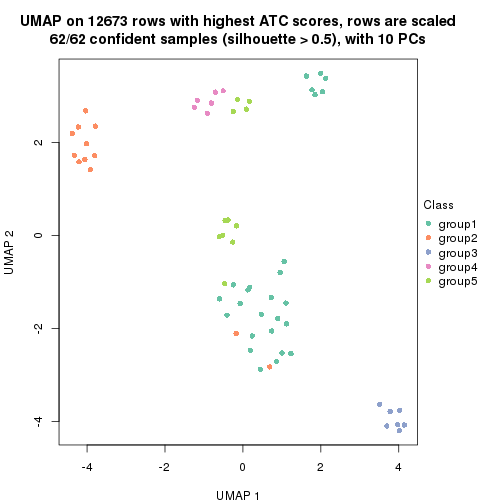 UMAP on 12673 rows with highest ATC scores, rows are scaled
62/62 confident samples (silhouette > 0.5), with 10 PCs
Class
group1
group2
group3
group4
group5
2
0
-2
-4
UMAP 2
-4
-2
0
2
4
UMAP 1